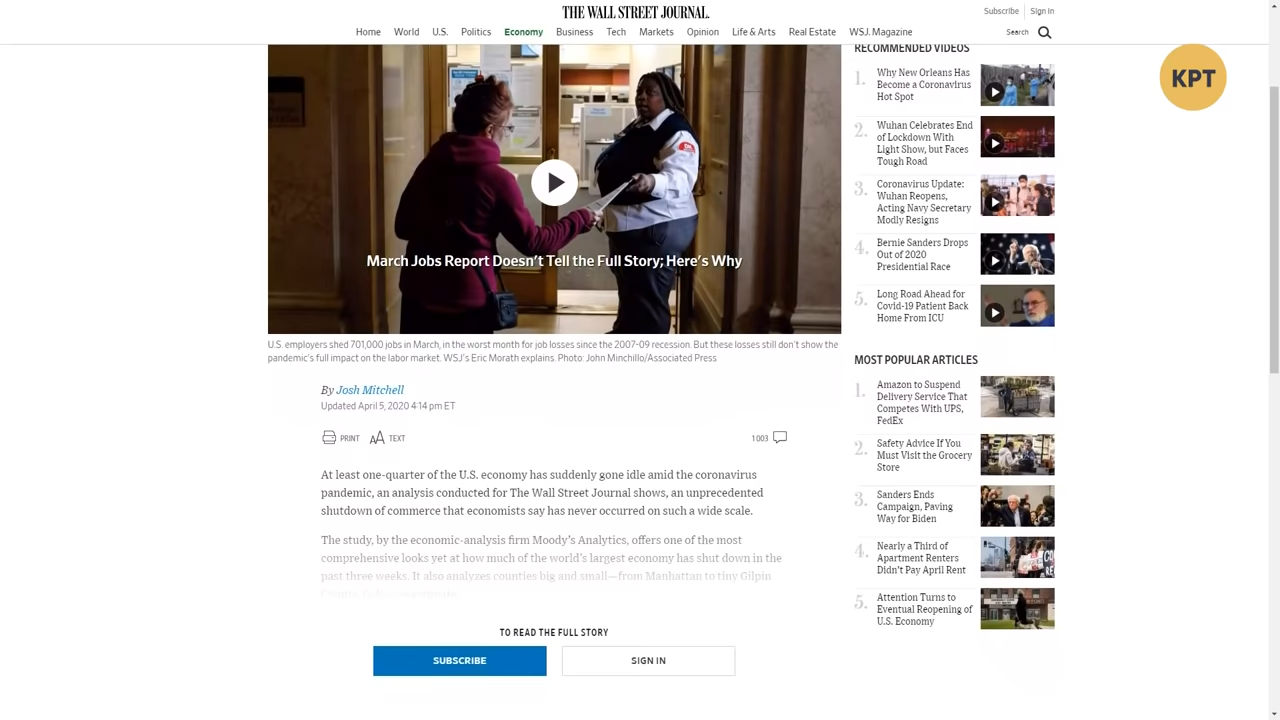 THE WALL STREET JOURNAL.
Subscribe
Sign In
Home World U.S. Politics Economy Business Tech Markets Opinion Life & Arts Real Estate WSJ. Magazine
Search
KPT
March Jobs Report Doesn't Tell the Full Story; Here's Why
U.S. employers shed 701,000 jobs in March, in the worst month for job losses since the 2007-09 recession. But these losses still don't show the
pandemic's full impact on the labor market. WSJ's Eric Morath explains. Photo: John Minchillo/Associated Press
By Josh Mitchell
Updated April 5, 2020 4:14 pm ET
PRINT TEXT
1003
At least one-quarter of the U.S. economy has suddenly gone idle amid the coronavirus
pandemic, an analysis conducted for The Wall Street Journal shows, an unprecedented
shutdown of commerce that economists say has never occurred on such a wide scale.
The study, by the economic-analysis firm Moody's Analytics, offers one of the most
comprehensive looks yet at how much of the world's largest economy has shut down in the
past three weeks. It also analyzes counties big and small—from Manhattan to tiny Gilpin
TO READ THE FULL STORY
SUBSCRIBE
SIGN IN
RECOMMENDED VIDEOS
1. Why New Orleans Has
Become a Coronavirus
Hot Spot
2. Wuhan Celebrates End
of Lockdown With
Light Show, but Faces
Tough Road
3. Coronavirus Update:
Wuhan Reopens,
Acting Navy Secretary
Modly Resigns
4. Bernie Sanders Drops
Out of 2020
Presidential Race
5. Long Road Ahead for
Covid-19 Patient Back
Home From ICU
MOST POPULAR ARTICLES
1. Amazon to Suspend
Delivery Service That
Competes With UPS,
FedEx
2. Safety Advice If You
Must Visit the Grocery
Store
3. Sanders Ends
Campaign, Paving
Way for Biden
4. Nearly a Third of
Apartment Renters
Didn't Pay April Rent
5. Attention Turns to
Eventual Reopening of
U.S. Economy